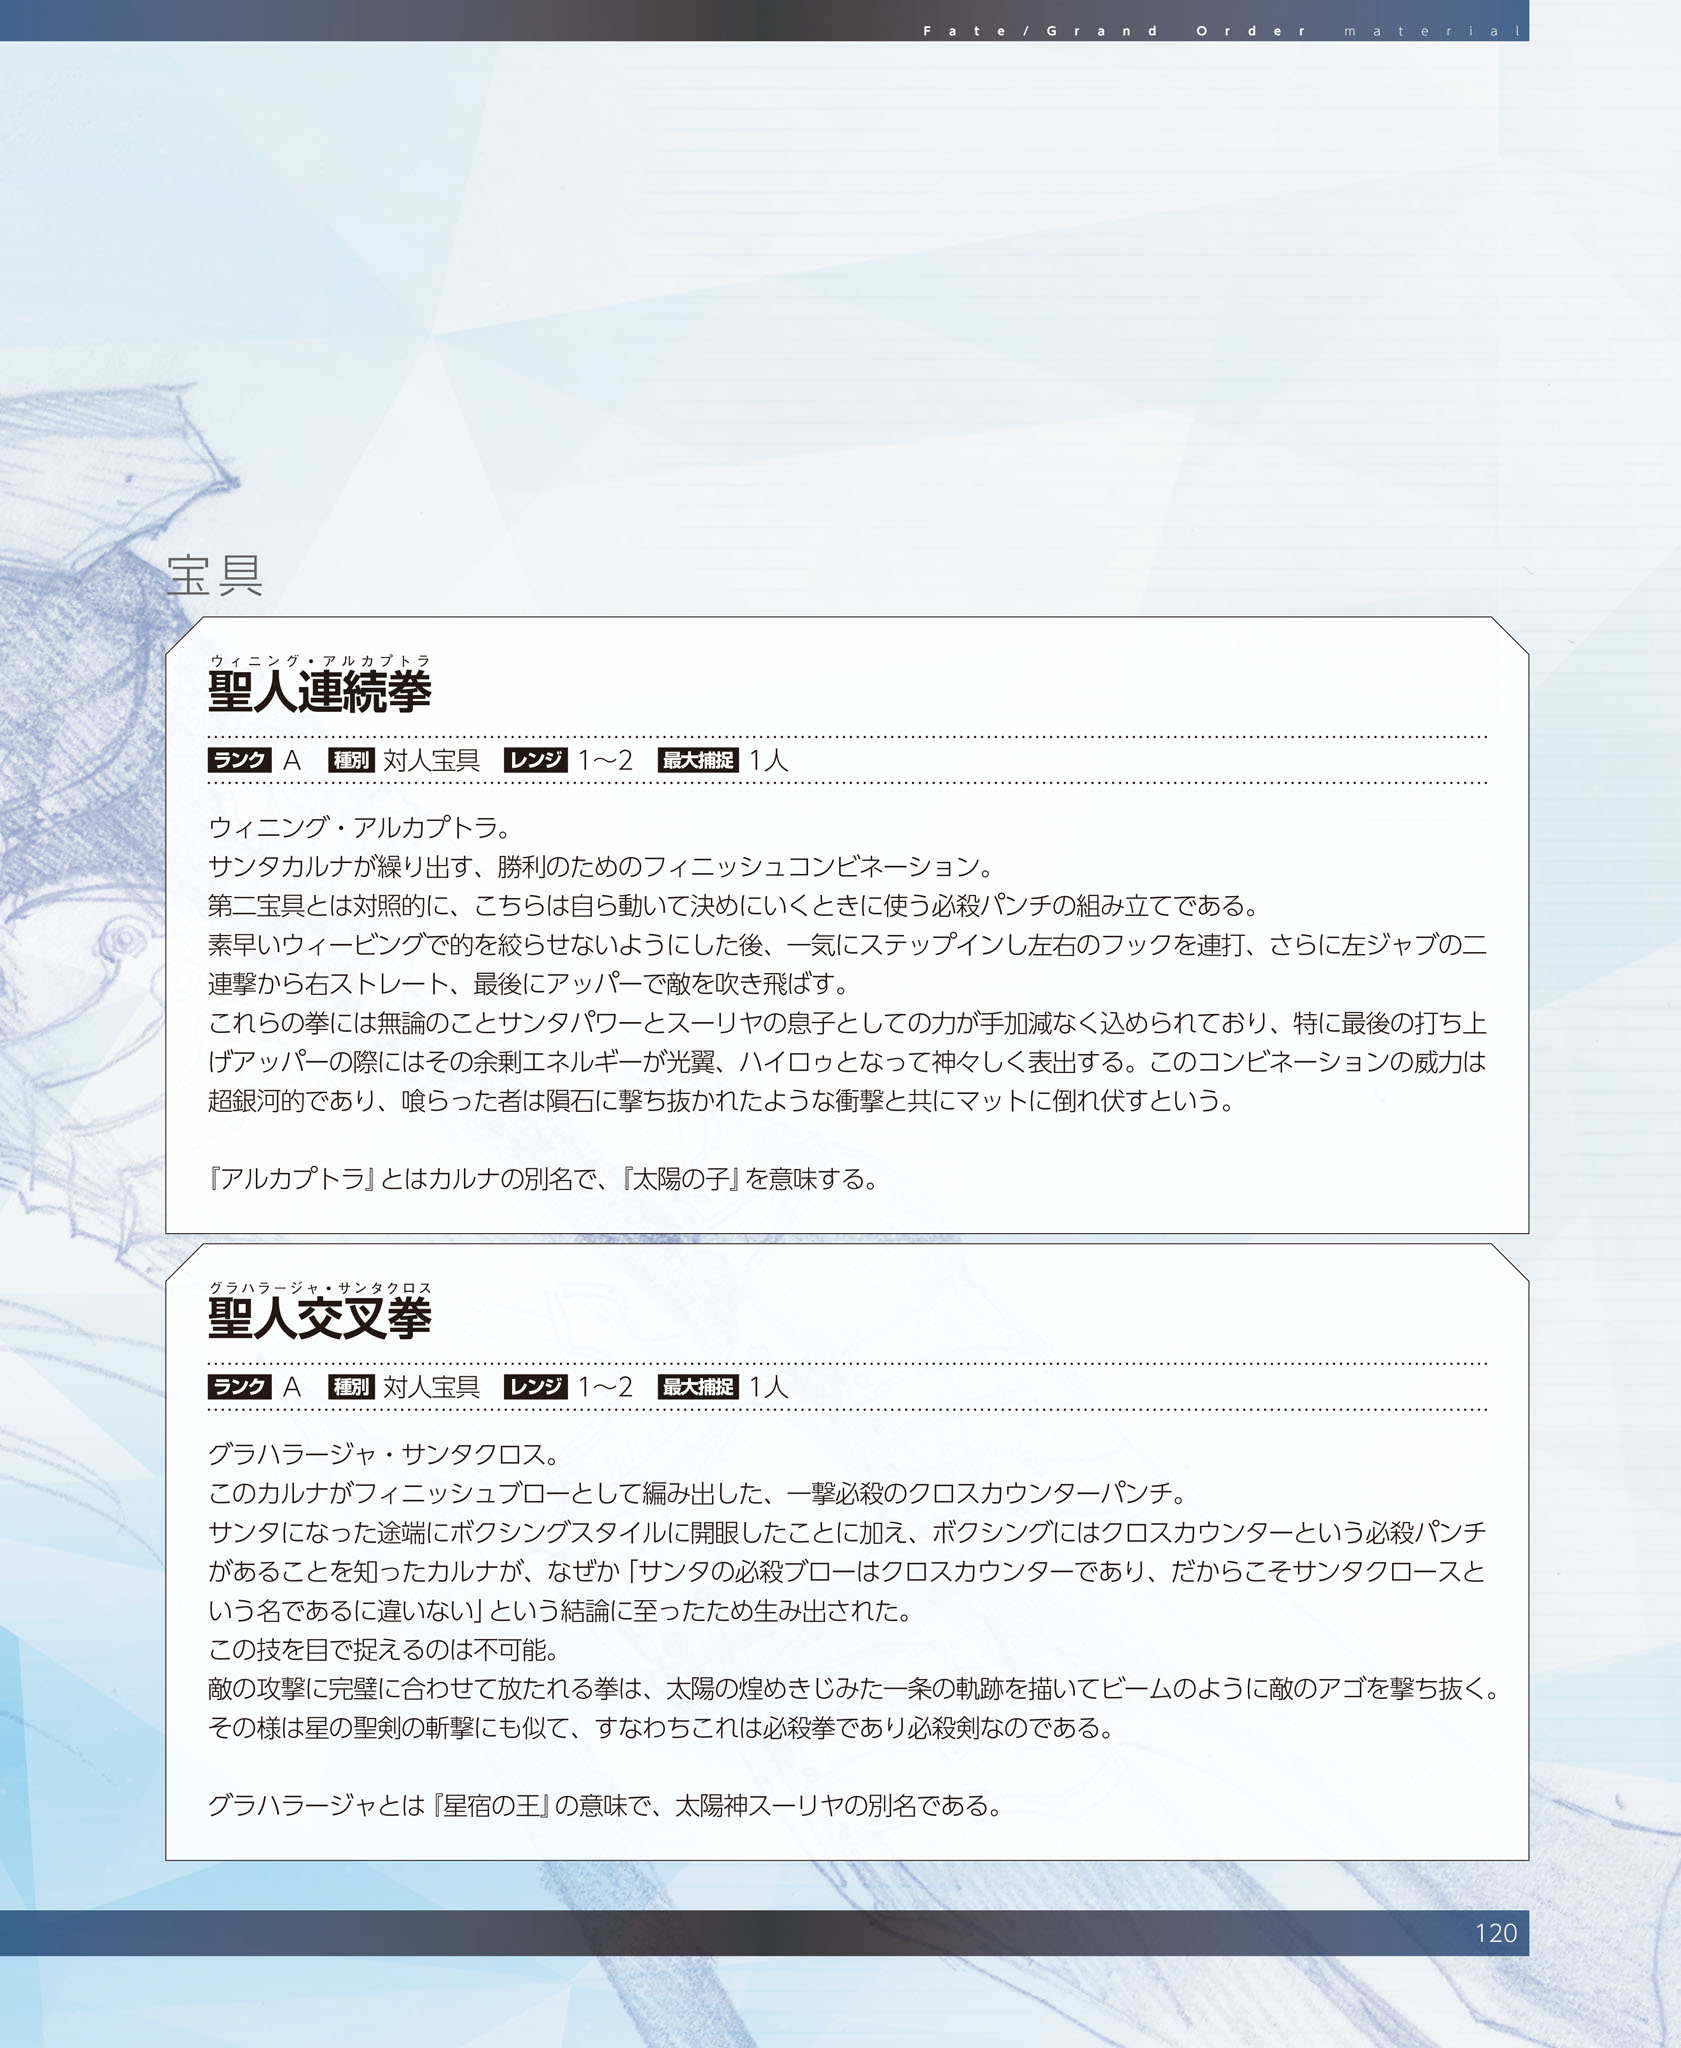 Fate/Grand Order material
宝具
ウィニング・アルカプトラ
聖人連続拳
ランク A 種別 対人宝具 レンジ 1～2 最大捕捉 1人
ウィニング・アルカプトラ。
サンタカルナが繰り出す、勝利のためのフィニッシュコンビネーション。
第二宝具とは対照的に、こちらは自ら動いて決めにいくときに使う必殺パンチの組み立てである。
素早いウィービングで的を絞らせないようにした後、一気にステップインし左右のフックを連打、さらに左ジャブの二
連撃から右ストレート、最後にアッパーで敵を吹き飛ばす。
これらの拳には無論のことサンタパワーとスーリヤの息子としての力が手加減なく込められており、特に最後の打ち上
げアッパーの際にはその余剰エネルギーが光翼、ハイロゥとなって神々しく表出する。このコンビネーションの威力は
超銀河的であり、喰らった者は隕石に撃ち抜かれたような衝撃と共にマットに倒れ伏すという。
『アルカプトラ』とはカルナの別名で、『太陽の子』を意味する。
グラハラージャ・サンタクロス
聖人交叉拳
ランク A 種別 対人宝具 レンジ 1～2 最大捕捉 1人
グラハラージャ・サンタクロス。
このカルナがフィニッシュブローとして編み出した、一撃必殺のクロスカウンターパンチ。
サンタになった途端にボクシングスタイルに開眼したことに加え、ボクシングにはクロスカウンターという必殺パンチ
があることを知ったカルナが、なぜか「サンタの必殺ブローはクロスカウンターであり、だからこそサンタクロースと
いう名であるに違いない」という結論に至ったため生み出された。
この技を目で捉えるのは不可能。
敵の攻撃に完璧に合わせて放たれる拳は、太陽の煌めきじみた一条の軌跡を描いてビームのように敵のアゴを撃ち抜く。
その様は星の聖剣の斬撃にも似て、すなわちこれは必殺拳であり必殺剣なのである。
グラハラージャとは『星宿の王』の意味で、太陽神スーリヤの別名である。
120